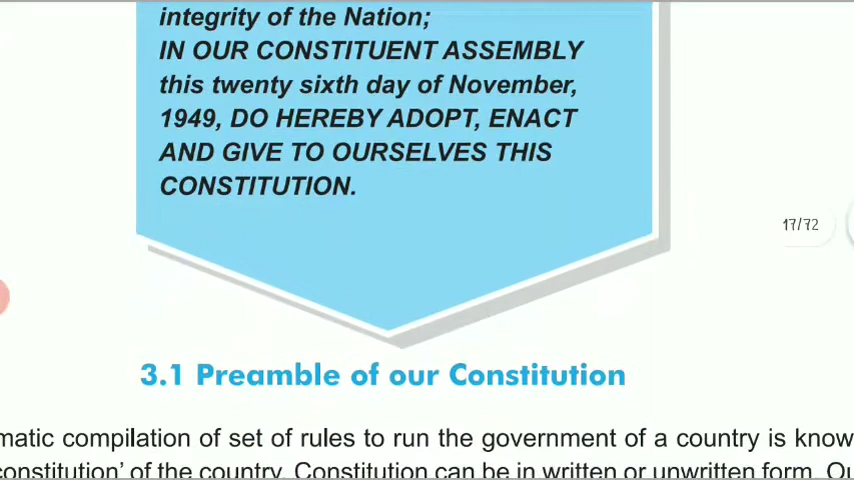 integrity of the Nation;
IN OUR CONSTITUENT ASSEMBLY
this twenty sixth day of November,
1949, DO HEREBY ADOPT, ENACT
AND GIVE TO OURSELVES THIS
CONSTITUTION.
17/72
3.1 Preamble of our Constitution
matic compilation of set of rules to run the government of a country is know
constitution' of the country. Constitution can be in written or unwritten form. Ou